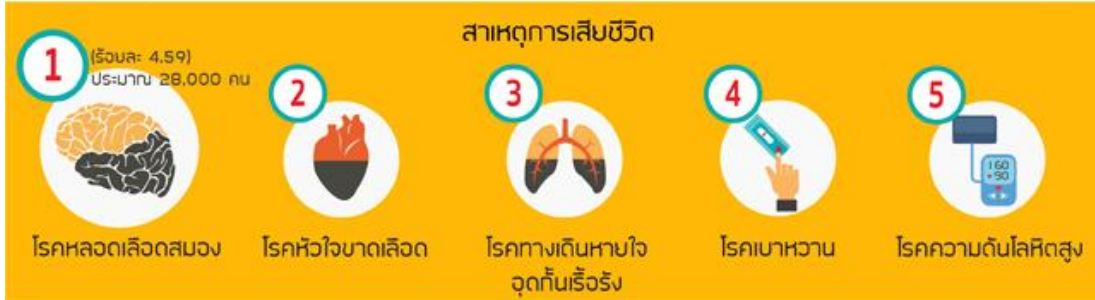 สาเหตุการเสียชีวิต
1
(ร้อยละ 4.59)
ประมาณ 28,000 คน
โรคหลอดเลือดสมอง
2
โรคหัวใจขาดเลือด
3
โรคทางเดินหายใจ
อุดกั้นเรื้อรัง
4
โรคเบาหวาน
5
160
90
โรคความดันโลหิตสูง